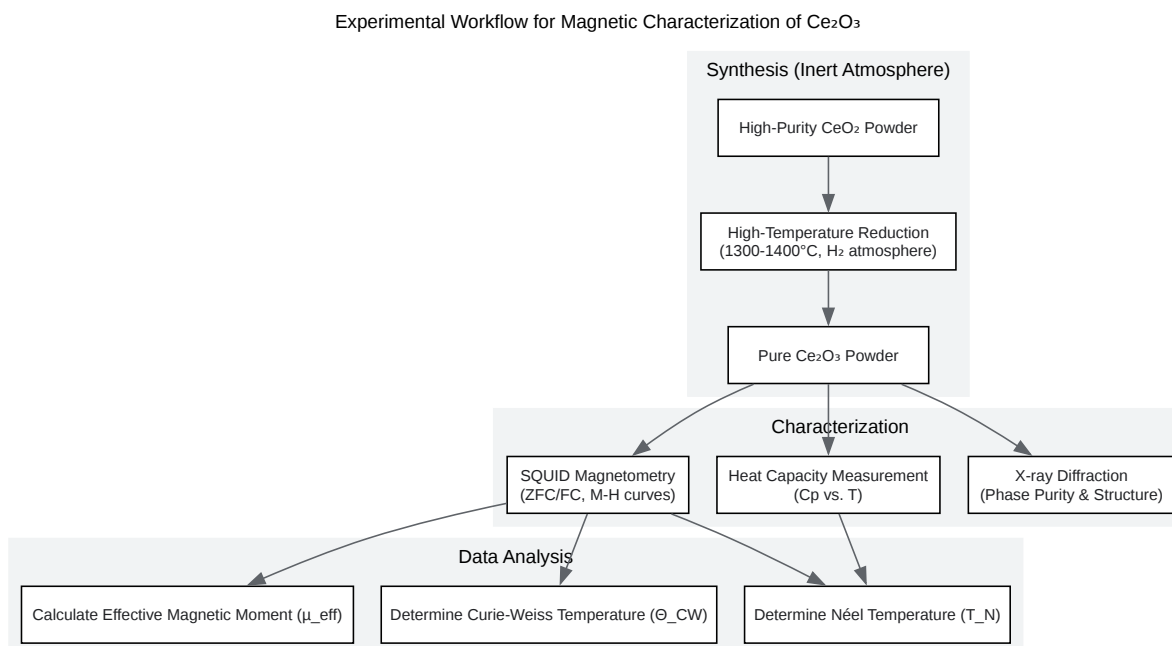 Experimental Workflow for Magnetic Characterization of Ce₂O₃
Synthesis (Inert Atmosphere)
High-Purity CeO₂ Powder
High-Temperature Reduction
(1300-1400°C, H₂ atmosphere)
Pure Ce₂O₃ Powder
Characterization
SQUID Magnetometry
(ZFC/FC, M-H curves)
Heat Capacity Measurement
(Cp vs. T)
X-ray Diffraction
(Phase Purity & Structure)
Data Analysis
Calculate Effective Magnetic Moment (μ_eff)
Determine Curie-Weiss Temperature (Θ_CW)
Determine Néel Temperature (T_N)